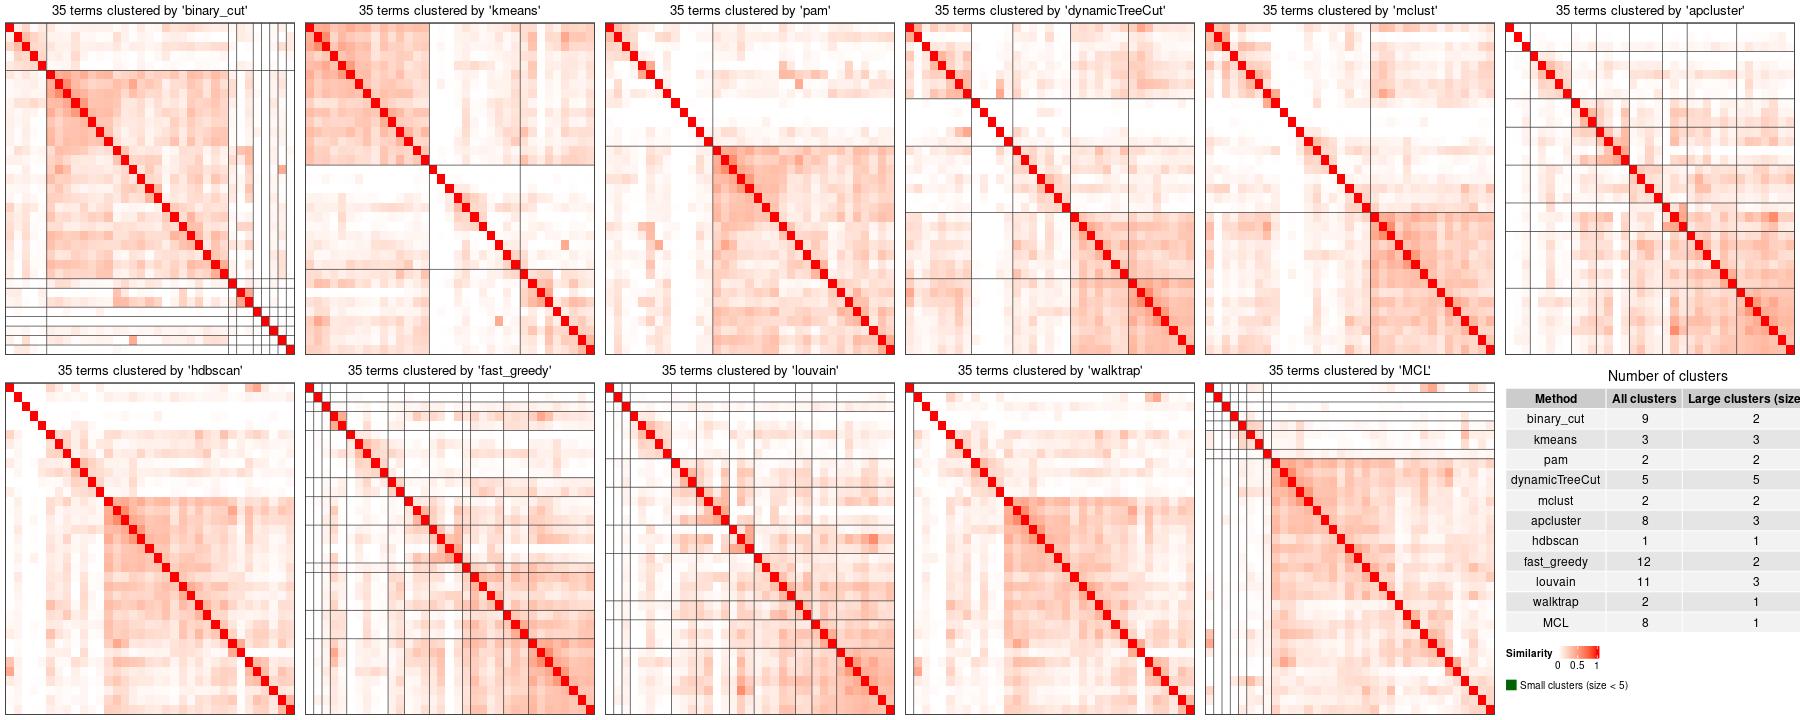 35 terms clustered by 'binary_cut'
35 terms clustered by 'kmeans'
35 terms clustered by 'pam'
35 terms clustered by 'dynamicTreeCut'
35 terms clustered by 'mclust'
35 terms clustered by 'apcluster'
35 terms clustered by 'hdbscan'
35 terms clustered by 'fast_greedy'
35 terms clustered by 'louvain'
35 terms clustered by 'walktrap'
35 terms clustered by 'MCL'
Number of clusters
Method All clusters Large clusters (size
binary_cut 9 2
kmeans 3 3
pam 2 2
dynamicTreeCut 5 5
mclust 2 2
apcluster 8 3
hdbscan 1 1
fast_greedy 12 2
louvain 11 3
walktrap 2 1
MCL 8 1
Similarity
0 0.5 1
Small clusters (size < 5)